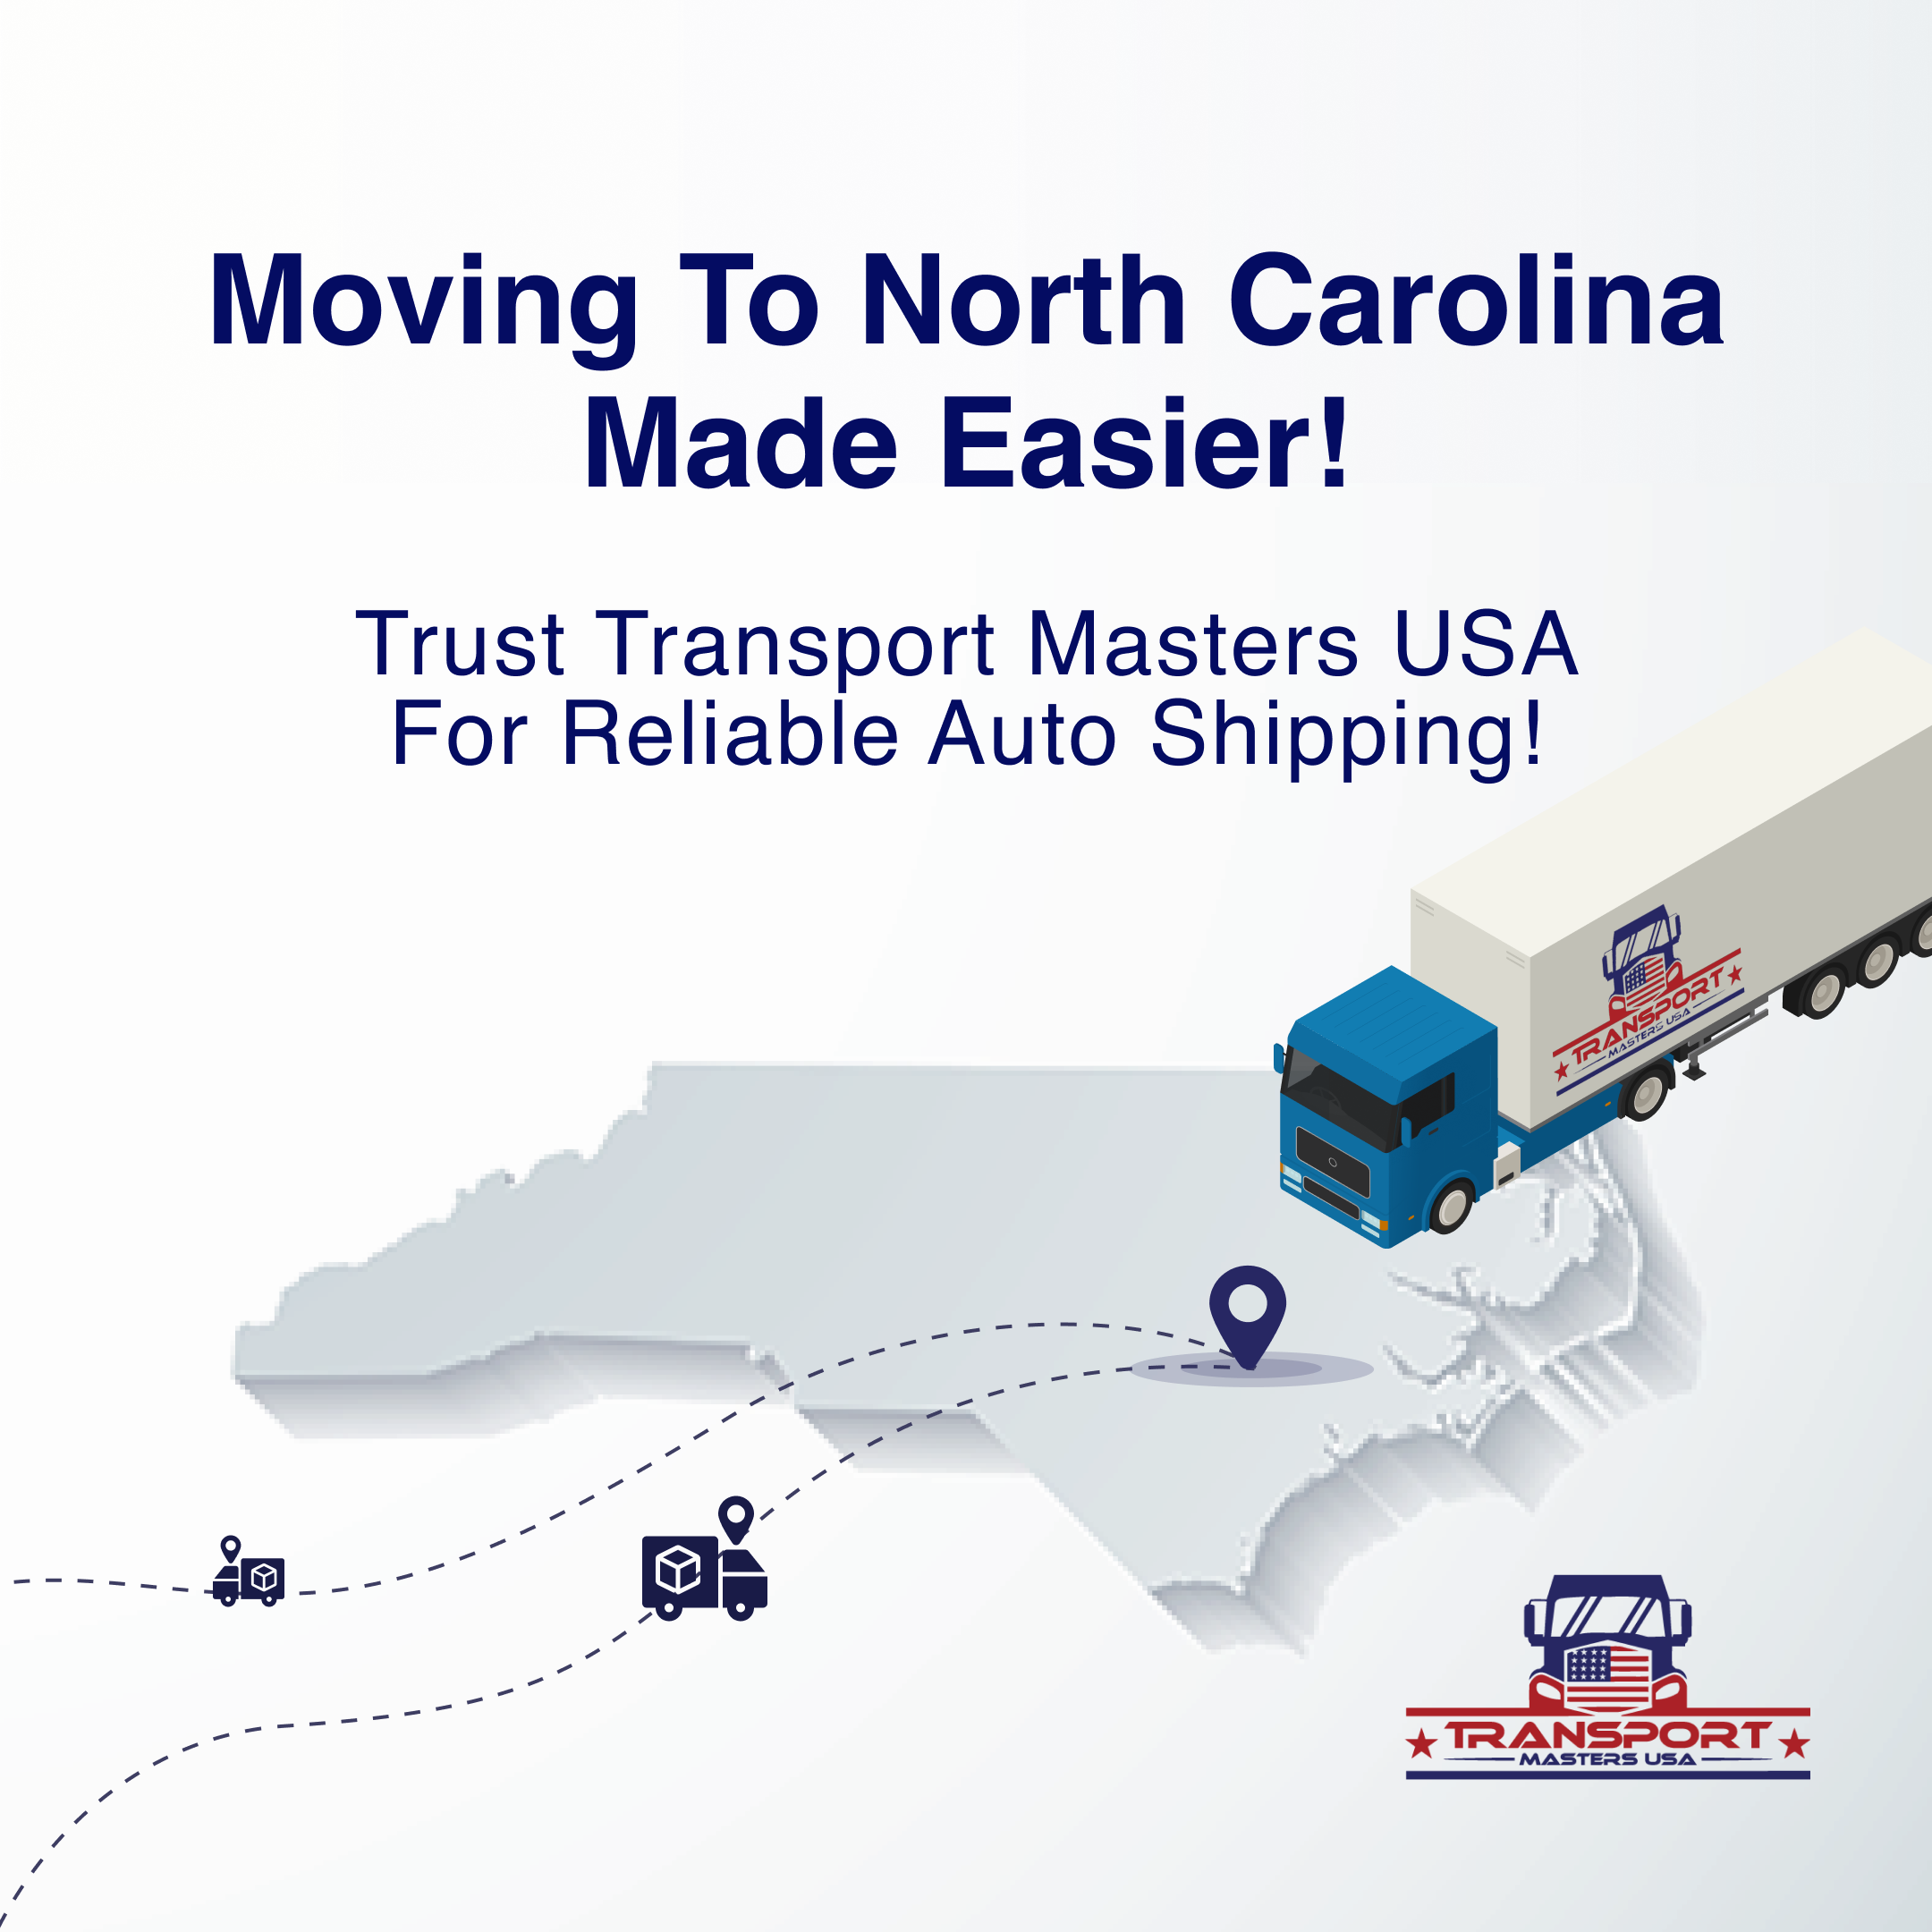 Moving To North Carolina
Made Easier!
Trust Transport Masters USA
For Reliable Auto Shipping!
TRANSPORT
MASTERS USA
TRANSPORT
MASTERS USA